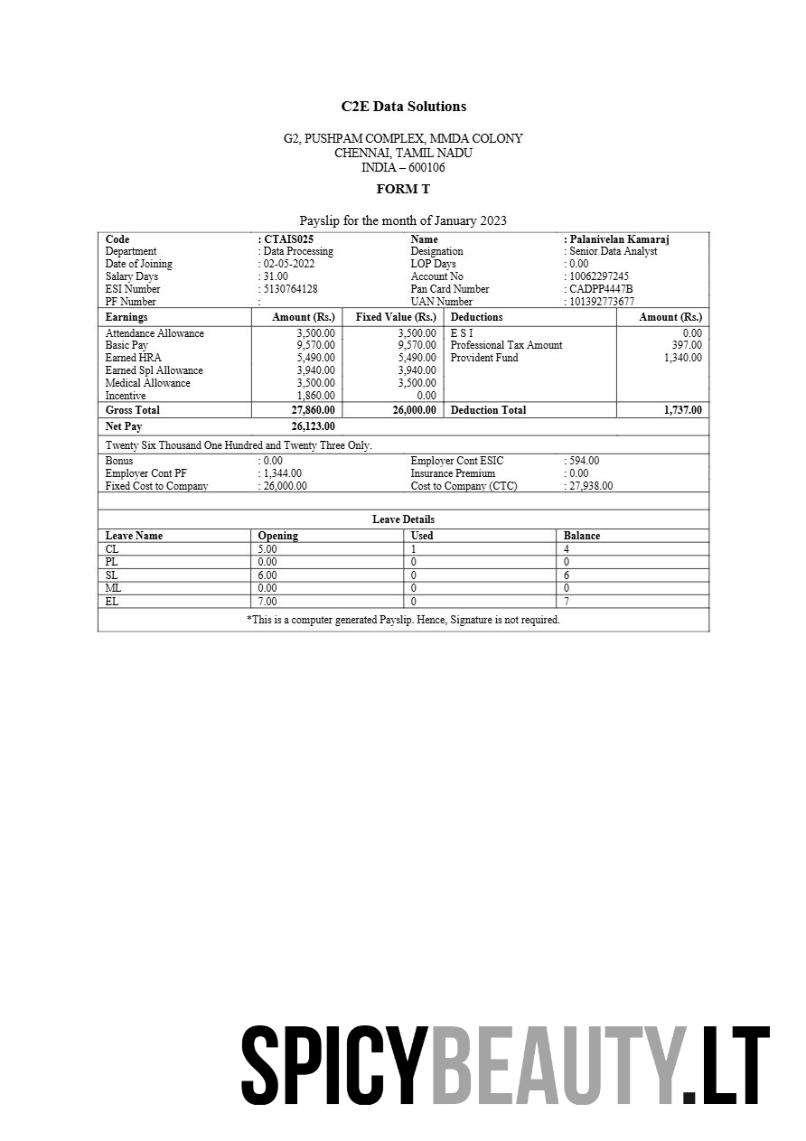 C2E Data Solutions
G2, PUSHPAM COMPLEX, MMDA COLONY
CHENNAI, TAMIL NADU
INDIA – 600106
FORM T
Payslip for the month of January 2023
Code : CTAIS025 Name : Palanivelan Kamaraj
Department : Data Processing Designation : Senior Data Analyst
Date of Joining : 02-05-2022 LOP Days : 0.00
Salary Days : 31.00 Account No : 10062297245
ESI Number : 5130764128 Pan Card Number : CADPP4447B
PF Number : UAN Number : 101392773677
Earnings Amount (Rs.) Fixed Value (Rs.) Deductions Amount (Rs.)
Attendance Allowance 3,500.00 3,500.00 E S I 0.00
Basic Pay 9,570.00 9,570.00 Professional Tax Amount 397.00
Earned HRA 5,490.00 5,490.00 Provident Fund 1,340.00
Earned Spl Allowance 3,940.00 3,940.00
Medical Allowance 3,500.00 3,500.00
Incentive 1,860.00 0.00
Gross Total 27,860.00 26,000.00 Deduction Total 1,737.00
Net Pay 26,123.00
Twenty Six Thousand One Hundred and Twenty Three Only.
Bonus : 0.00 Employer Cont ESIC : 594.00
Employer Cont PF : 1,344.00 Insurance Premium : 0.00
Fixed Cost to Company : 26,000.00 Cost to Company (CTC) : 27,938.00
Leave Details
Leave Name Opening Used Balance
CL 5.00 1 4
PL 0.00 0 0
SL 6.00 0 6
ML 0.00 0 0
EL 7.00 0 7
*This is a computer generated Payslip. Hence, Signature is not required.
SPICYBEAUTY.LT